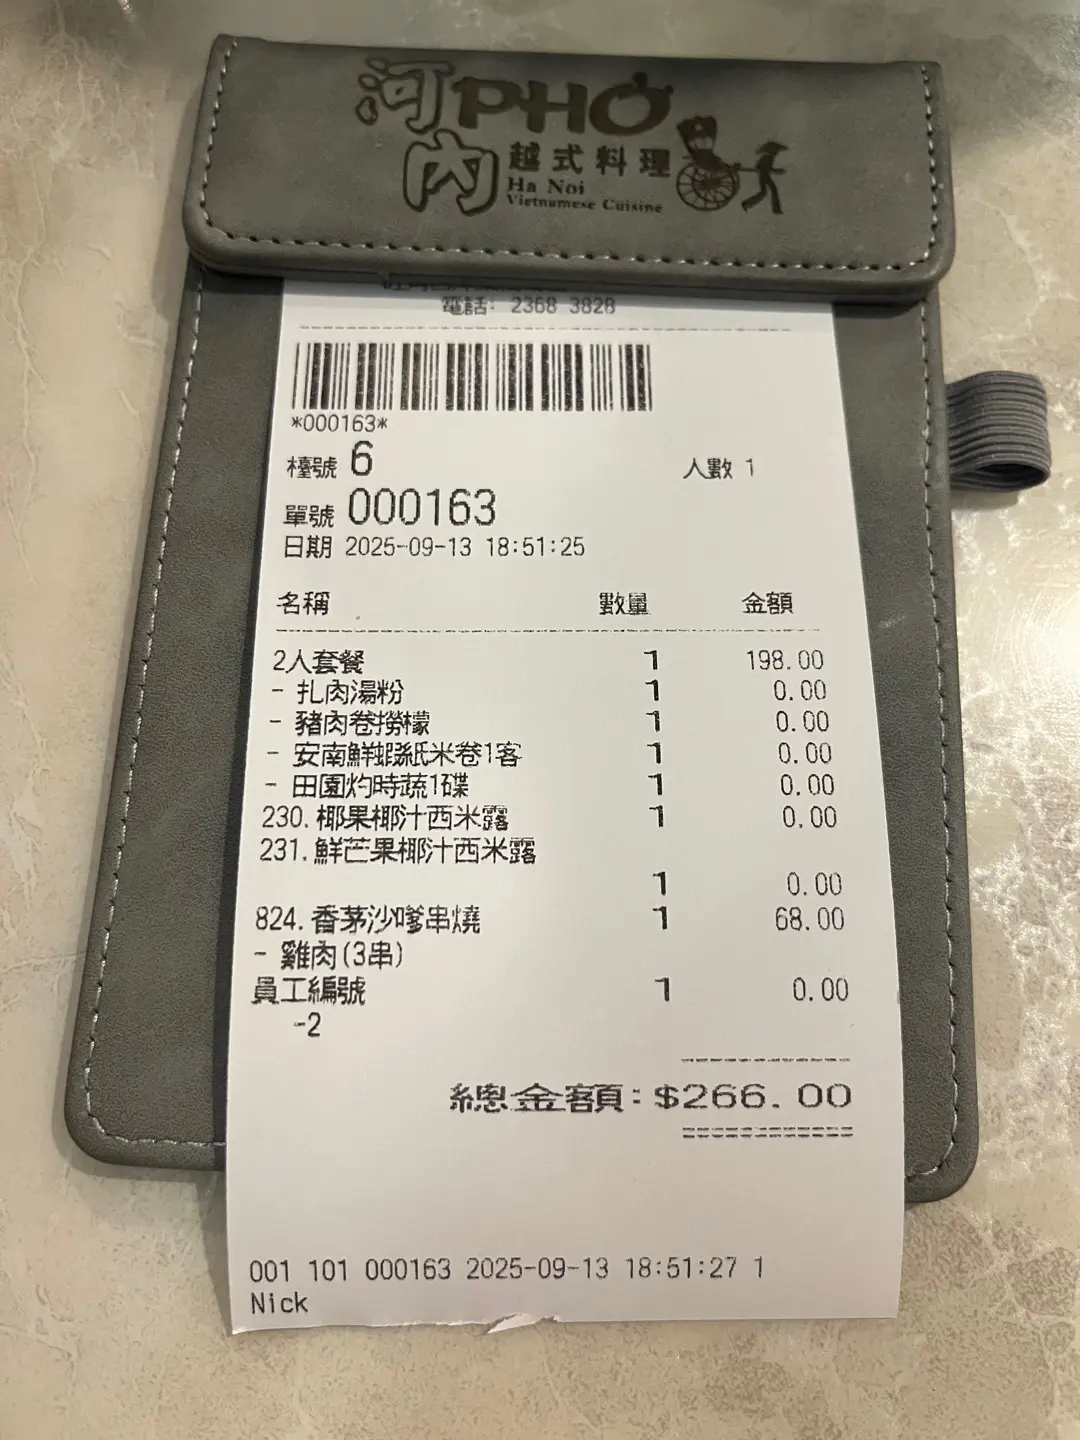 河內 PHO
越式料理
Ha Noi
Vietnamese Cuisine
電話: 2368 3828
*000163*
檯號 6 人數 1
單號 000163
日期 2025-09-13 18:51:25
名稱 數量 金額
2人套餐 1 198.00
- 扎肉湯粉 1 0.00
- 豬肉卷撈檬 1 0.00
- 安南鮮蝦紙米卷1客 1 0.00
- 田園灼時蔬1碟 1 0.00
230. 椰果椰汁西米露 1 0.00
231. 鮮芒果椰汁西米露
1 0.00
824. 香茅沙嗲串燒 1 68.00
- 雞肉(3串)
員工編號 1 0.00
-2
總金額: $266.00
001 101 000163 2025-09-13 18:51:27 1
Nick